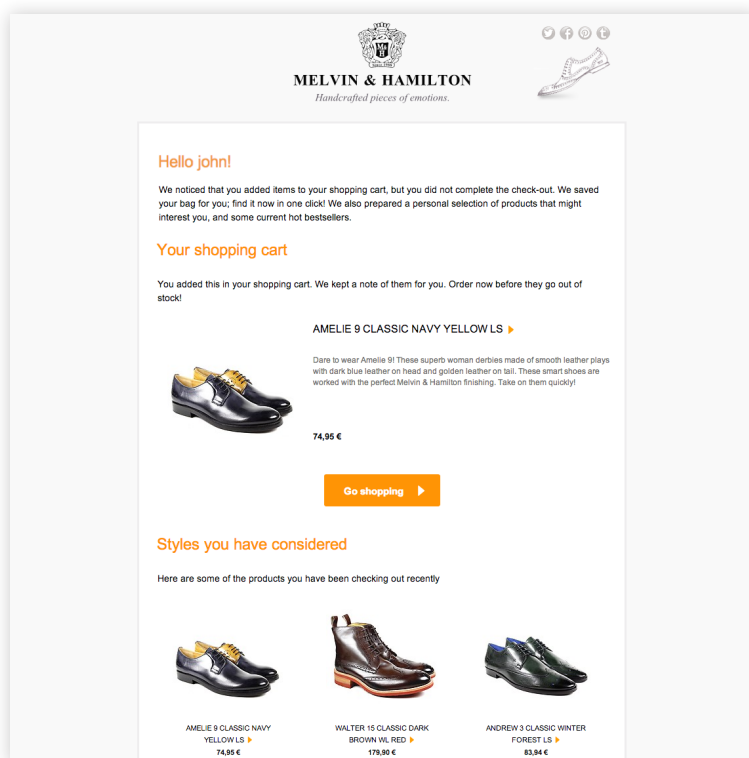 M&H
MELVIN & HAMILTON
Handcrafted pieces of emotions.
Hello john!
We noticed that you added items to your shopping cart, but you did not complete the check-out. We saved
your bag for you; find it now in one click! We also prepared a personal selection of products that might
interest you, and some current hot bestsellers.
Your shopping cart
You added this in your shopping cart. We kept a note of them for you. Order now before they go out of
stock!
AMELIE 9 CLASSIC NAVY YELLOW LS
Dare to wear Amelie 9! These superb woman derbies made of smooth leather plays
with dark blue leather on head and golden leather on tail. These smart shoes are
worked with the perfect Melvin & Hamilton finishing. Take on them quickly!
74,95 €
Go shopping
Styles you have considered
Here are some of the products you have been checking out recently
AMELIE 9 CLASSIC NAVY
YELLOW LS
74,95 €
WALTER 15 CLASSIC DARK
BROWN WL RED
179,90 €
ANDREW 3 CLASSIC WINTER
FOREST LS
83,94 €